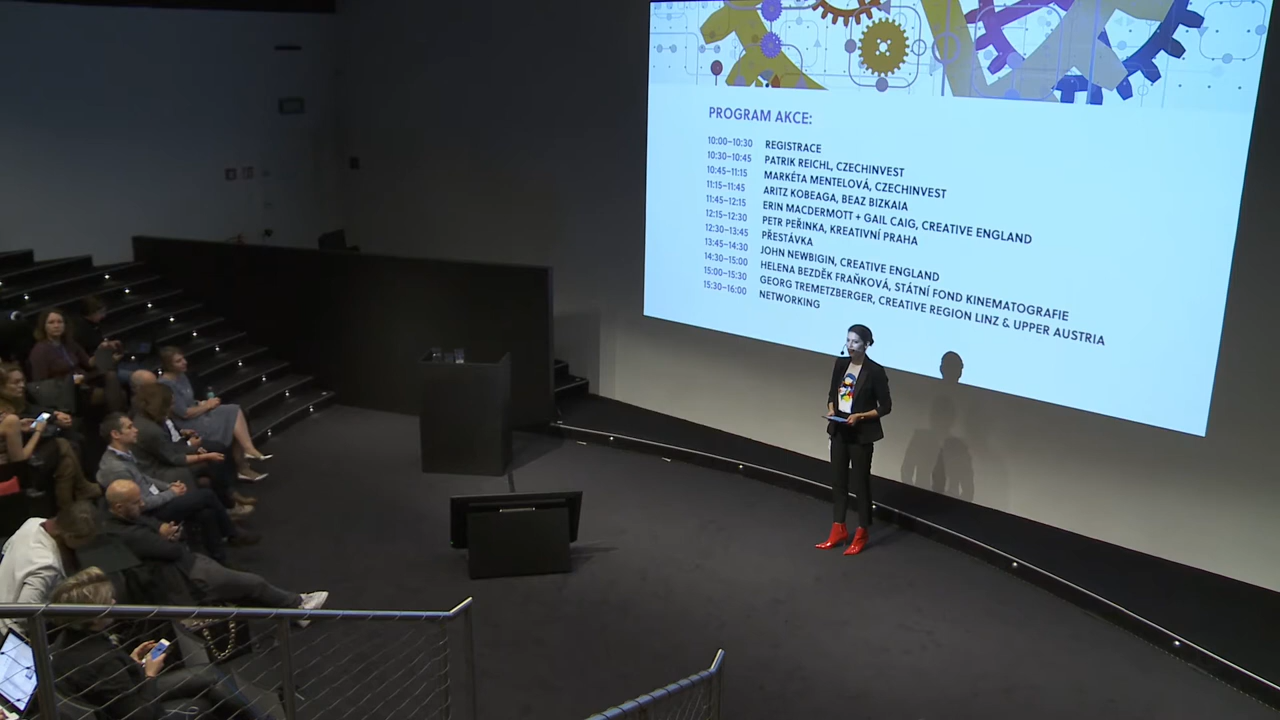 PROGRAM AKCE:
10:00–10:30 REGISTRACE
10:30–10:45 PATRIK REICHL, CZECHINVEST
10:45–11:15 MARKÉTA MENTELOVÁ, CZECHINVEST
11:15–11:45 ARITZ KOBEAGA, BEAZ BIZKAIA
11:45–12:15 ERIN MACDERMOTT + GAIL CAIG, CREATIVE ENGLAND
12:15–12:30 PETR PEŘINKA, KREATIVNÍ PRAHA
12:30–13:45 PŘESTÁVKA
13:45–14:30 JOHN NEWBIGIN, CREATIVE ENGLAND
14:30–15:00 HELENA BEZDĚK FRAŇKOVÁ, STÁTNÍ FOND KINEMATOGRAFIE
15:00–15:30 GEORG TREMETZBERGER, CREATIVE REGION LINZ & UPPER AUSTRIA
15:30–16:00 NETWORKING